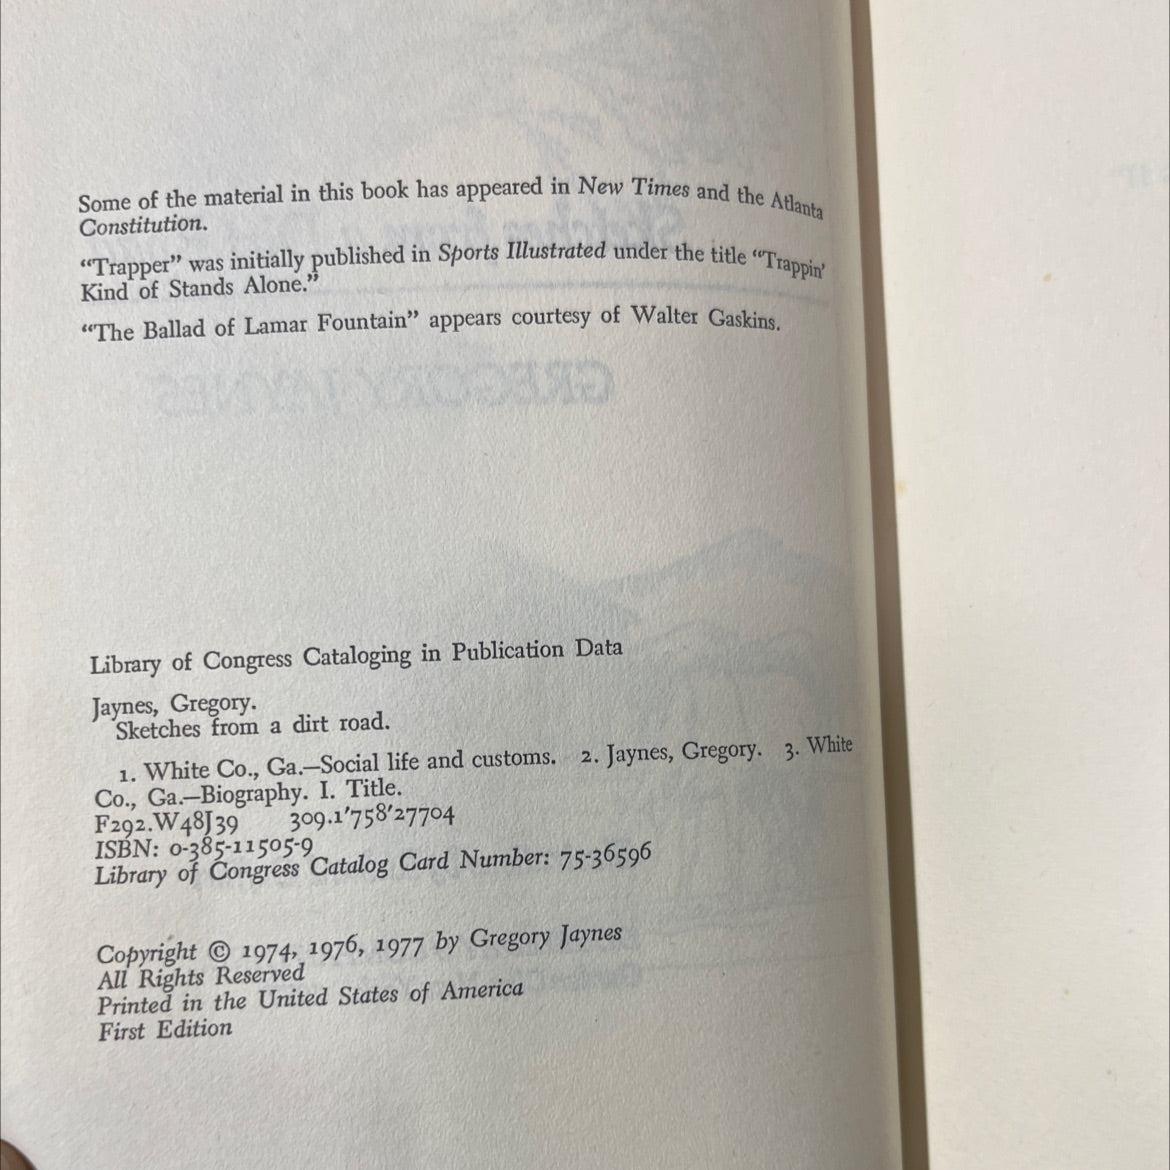 Some of the material in this book has appeared in New Times and the Atlanta
Constitution.
“Trapper” was initially published in Sports Illustrated under the title “Trappin’
Kind of Stands Alone.”
“The Ballad of Lamar Fountain” appears courtesy of Walter Gaskins.
GREGORY JAYNES
Library of Congress Cataloging in Publication Data
Jaynes, Gregory.
Sketches from a dirt road.
1. White Co., Ga.—Social life and customs. 2. Jaynes, Gregory. 3. White
Co., Ga.—Biography. I. Title.
F292.W48J39 309.1’758’27704
ISBN: 0-385-11505-9
Library of Congress Catalog Card Number: 75-36596
Copyright © 1974, 1976, 1977 by Gregory Jaynes
All Rights Reserved
Printed in the United States of America
First Edition